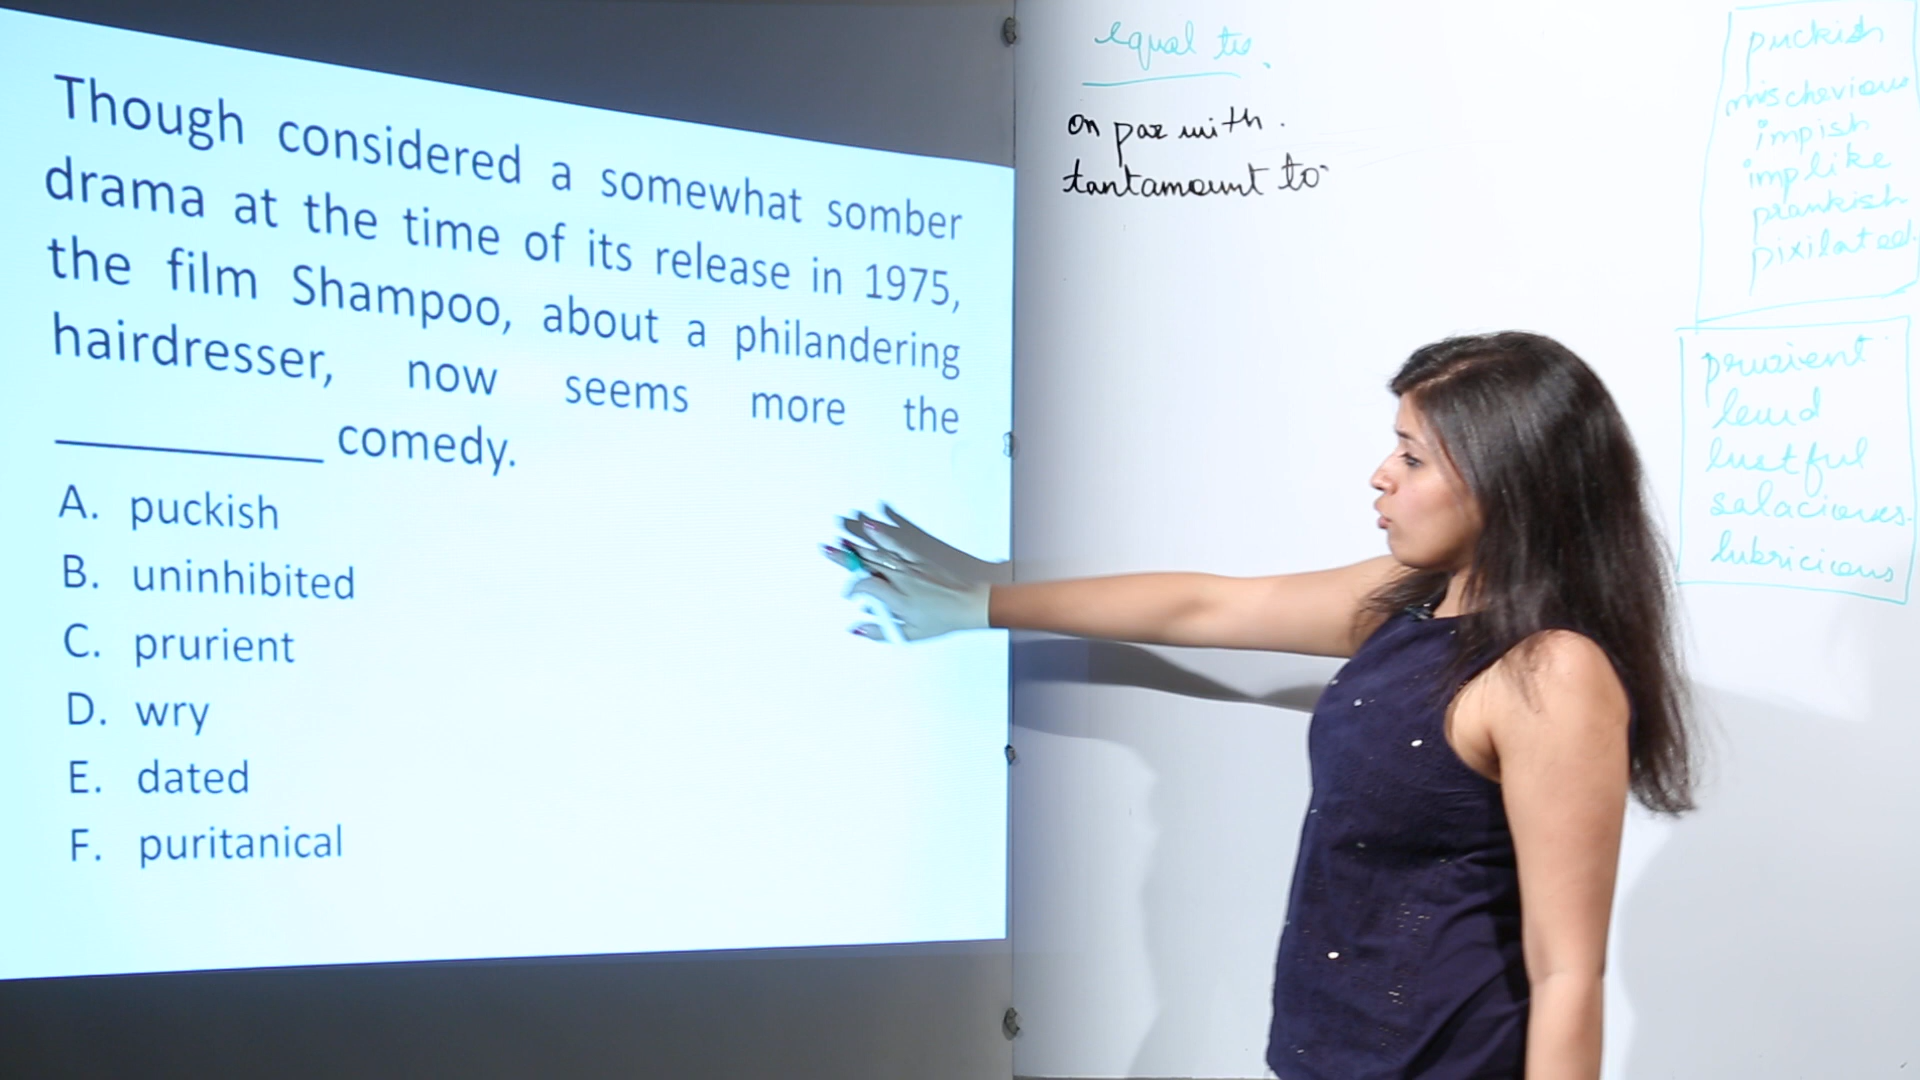 Though considered a somewhat somber
drama at the time of its release in 1975,
the film Shampoo, about a philandering
hairdresser, now seems more the
__________ comedy.
A. puckish
B. uninhibited
C. prurient
D. wry
E. dated
F. puritanical
equal to.
on par with.
tantamount to
puckish
mischevious
impish
implike
prankish
pixilated.
prurient
lewd
lustful
salacious.
lubricious